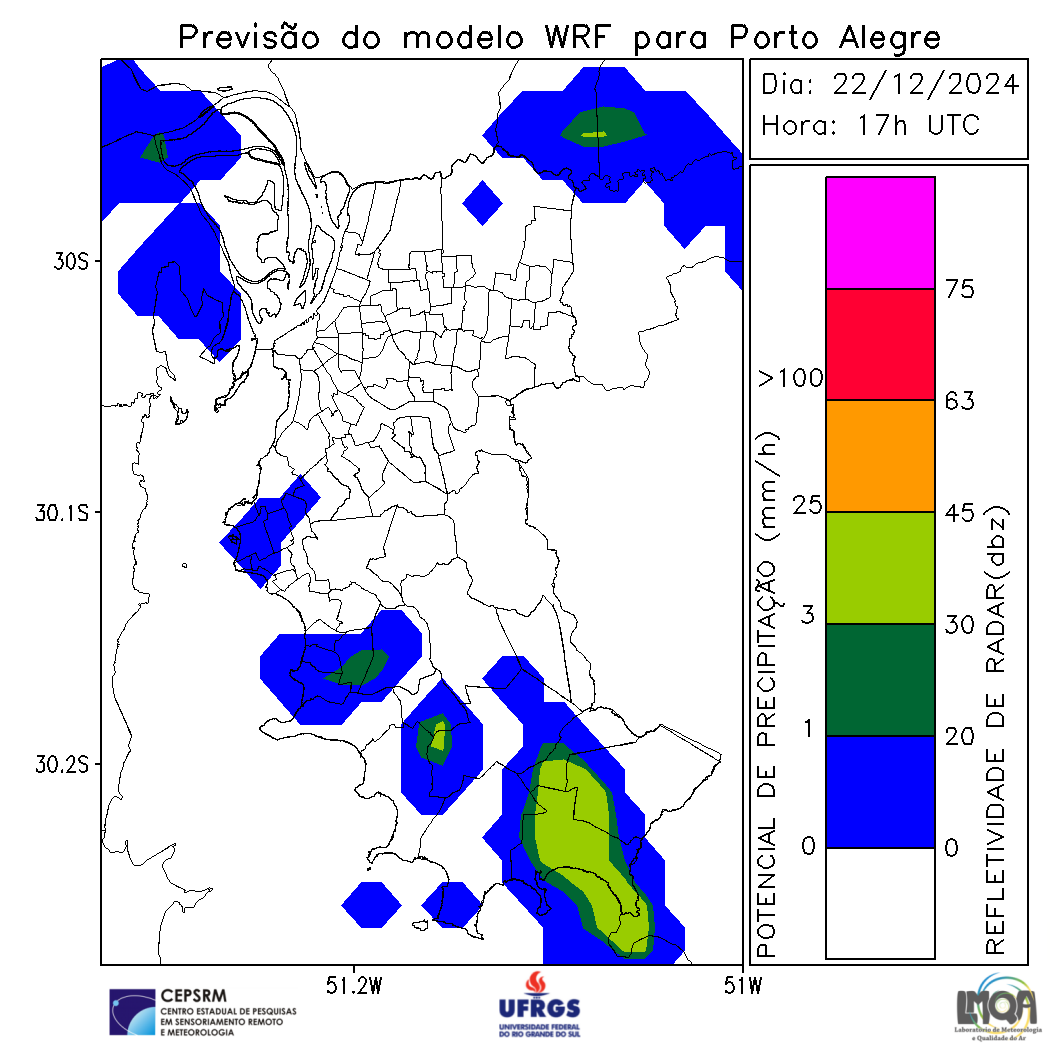 Previsão do modelo WRF para Porto Alegre
Dia: 22/12/2024
Hora: 17h UTC
30S
30.1S
30.2S
51.2W
51W
POTENCIAL DE PRECIPITAÇÃO (mm/h)
>100
25
3
1
0
75
63
45
30
20
0
REFLETIVIDADE DE RADAR(dbz)
CEPSRM
CENTRO ESTADUAL DE PESQUISAS
EM SENSORIAMENTO REMOTO
E METEOROLOGIA
UFRGS
UNIVERSIDADE FEDERAL
DO RIO GRANDE DO SUL
LMQA
Laboratório de Meteorologia
e Qualidade do Ar